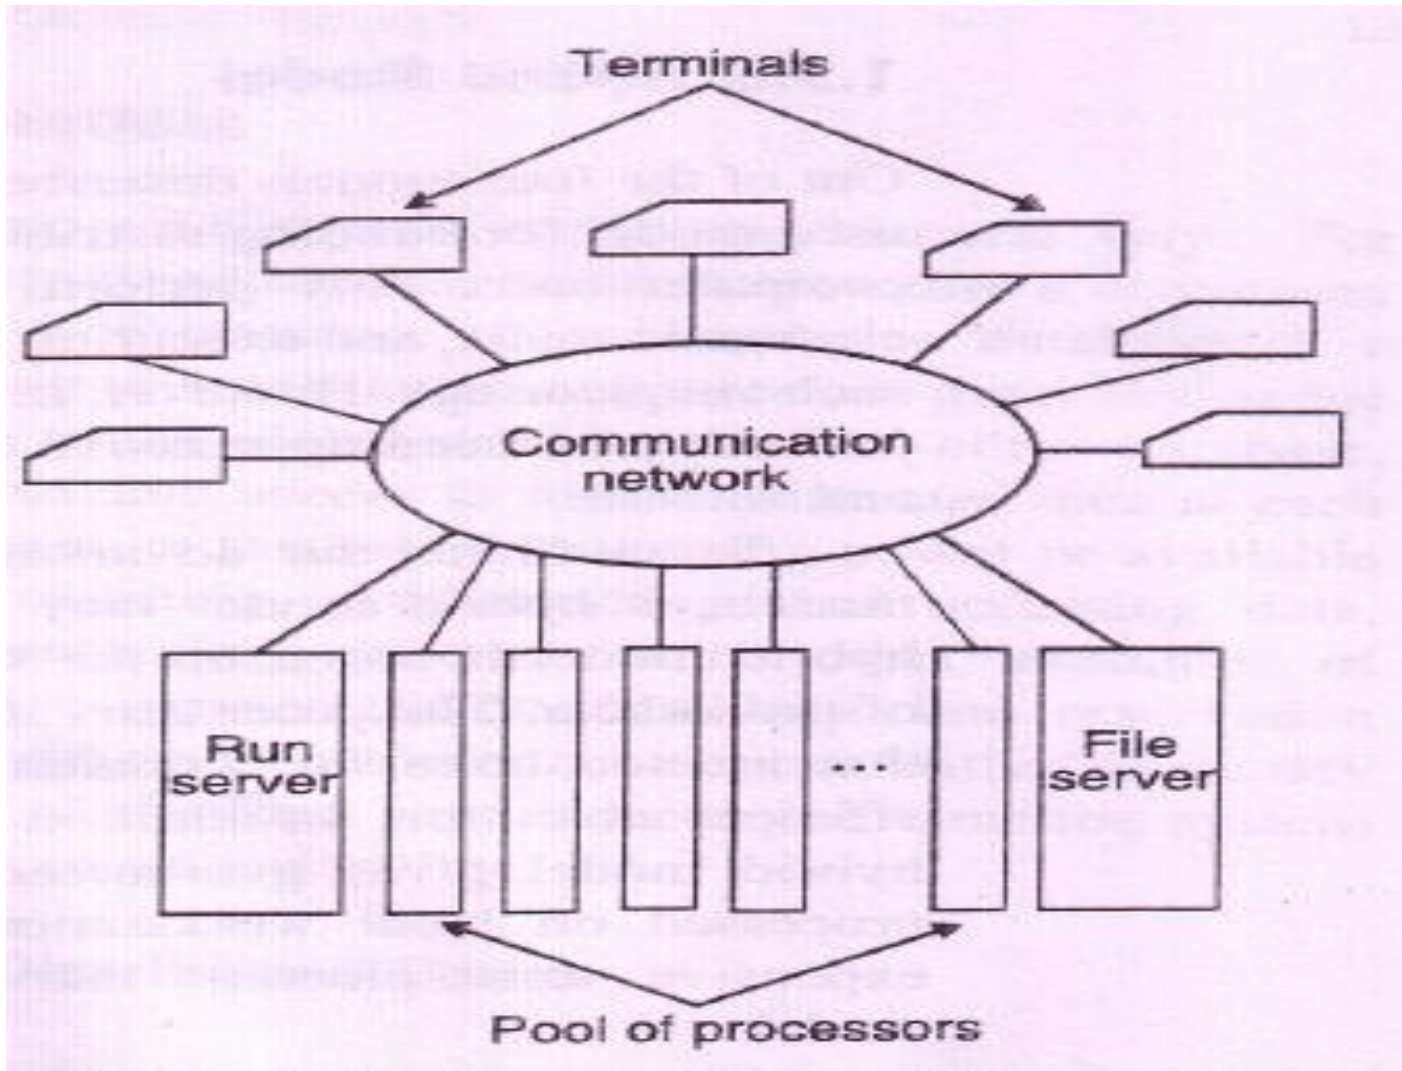 Terminals
Communication
network
Run
server
....
File
server
Pool of processors